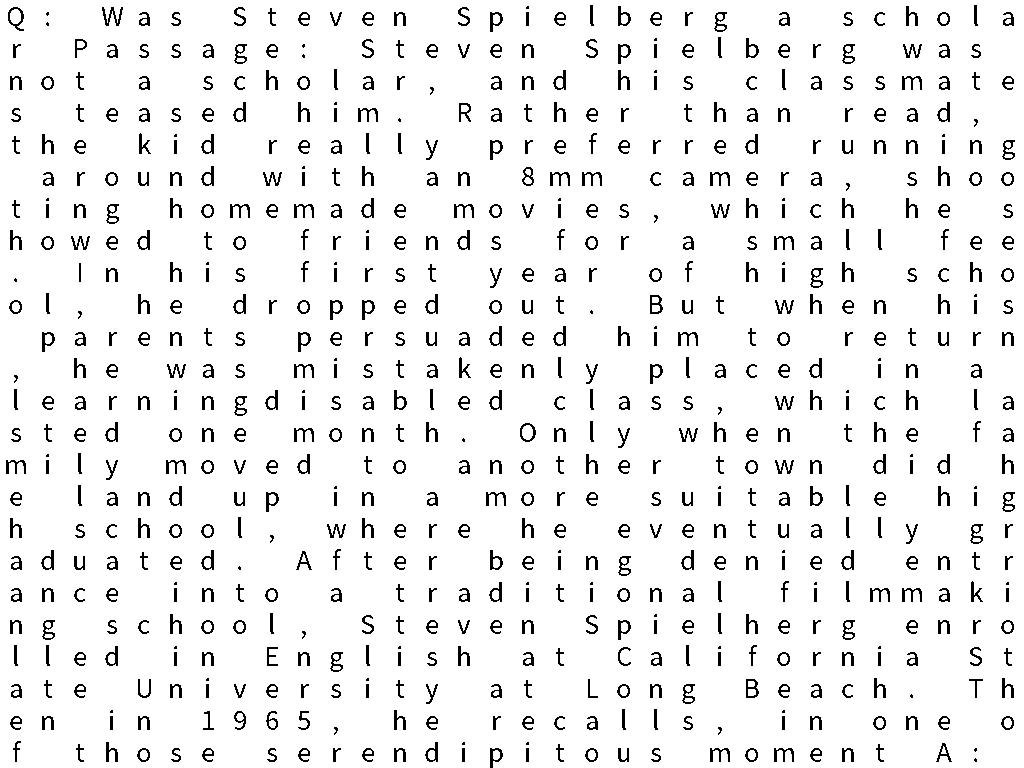 Q: Was Steven Spielberg a schola
r Passage: Steven Spielberg was
not a scholar, and his classmate
s teased him. Rather than read,
the kid really preferred running
 around with an 8mm camera, shoo
ting homemade movies, which he s
howed to friends for a small fee
. In his first year of high scho
ol, he dropped out. But when his
 parents persuaded him to return
, he was mistakenly placed in a
learningdisabled class, which la
sted one month. Only when the fa
mily moved to another town did h
e land up in a more suitable hig
h school, where he eventually gr
aduated. After being denied entr
ance into a traditional filmmaki
ng school, Steven Spielherg enro
lled in English at California St
ate University at Long Beach. Th
en in 1965, he recalls, in one o
f those serendipitous moment A: